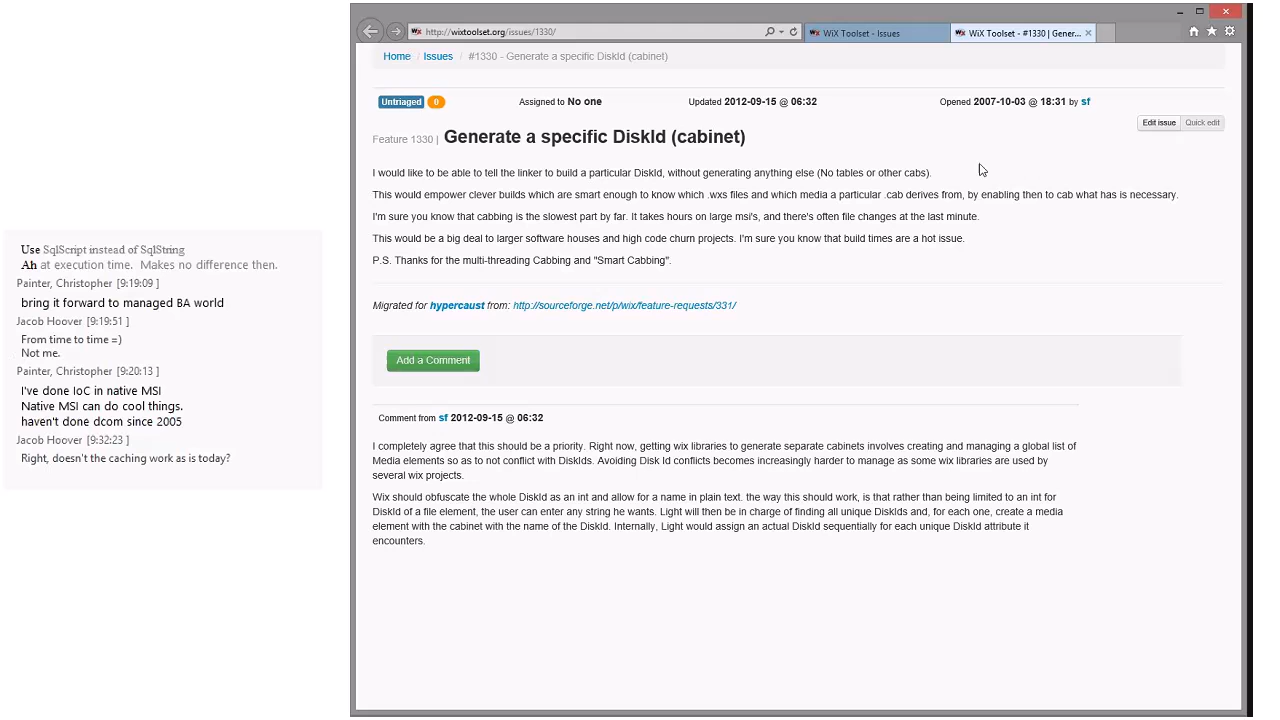 Use SqlScript instead of SqlString
Ah at execution time.  Makes no difference then.
Painter, Christopher [9:19:09 ]
bring it forward to managed BA world
Jacob Hoover [9:19:51 ]
From time to time =)
Not me.
Painter, Christopher [9:20:13 ]
I've done IoC in native MSI
Native MSI can do cool things.
haven't done dcom since 2005
Jacob Hoover [9:32:23 ]
Right, doesn't the caching work as is today?
http://wixtoolset.org/issues/1330/
WiX Toolset - Issues
WiX Toolset - #1330 | Gener...
Home / Issues / #1330 - Generate a specific DiskId (cabinet)
Untriaged 0 Assigned to No one Updated 2012-09-15 @ 06:32 Opened 2007-10-03 @ 18:31 by sf
Edit issue Quick edit
Feature 1330 | Generate a specific DiskId (cabinet)
I would like to be able to tell the linker to build a particular DiskId, without generating anything else (No tables or other cabs).
This would empower clever builds which are smart enough to know which .wxs files and which media a particular .cab derives from, by enabling then to cab what has is necessary.
I'm sure you know that cabbing is the slowest part by far. It takes hours on large msi's, and there's often file changes at the last minute.
This would be a big deal to larger software houses and high code churn projects. I'm sure you know that build times are a hot issue.
P.S. Thanks for the multi-threading Cabbing and "Smart Cabbing".
Migrated for hypercaust from: http://sourceforge.net/p/wix/feature-requests/331/
Add a Comment
Comment from sf 2012-09-15 @ 06:32
I completely agree that this should be a priority. Right now, getting wix libraries to generate separate cabinets involves creating and managing a global list of
Media elements so as to not conflict with DiskIds. Avoiding Disk Id conflicts becomes increasingly harder to manage as some wix libraries are used by
several wix projects.
Wix should obfuscate the whole DiskId as an int and allow for a name in plain text. the way this should work, is that rather than being limited to an int for
DiskId of a file element, the user can enter any string he wants. Light will then be in charge of finding all unique DiskIds and, for each one, create a media
element with the cabinet with the name of the DiskId. Internally, Light would assign an actual DiskId sequentially for each unique DiskId attribute it
encounters.